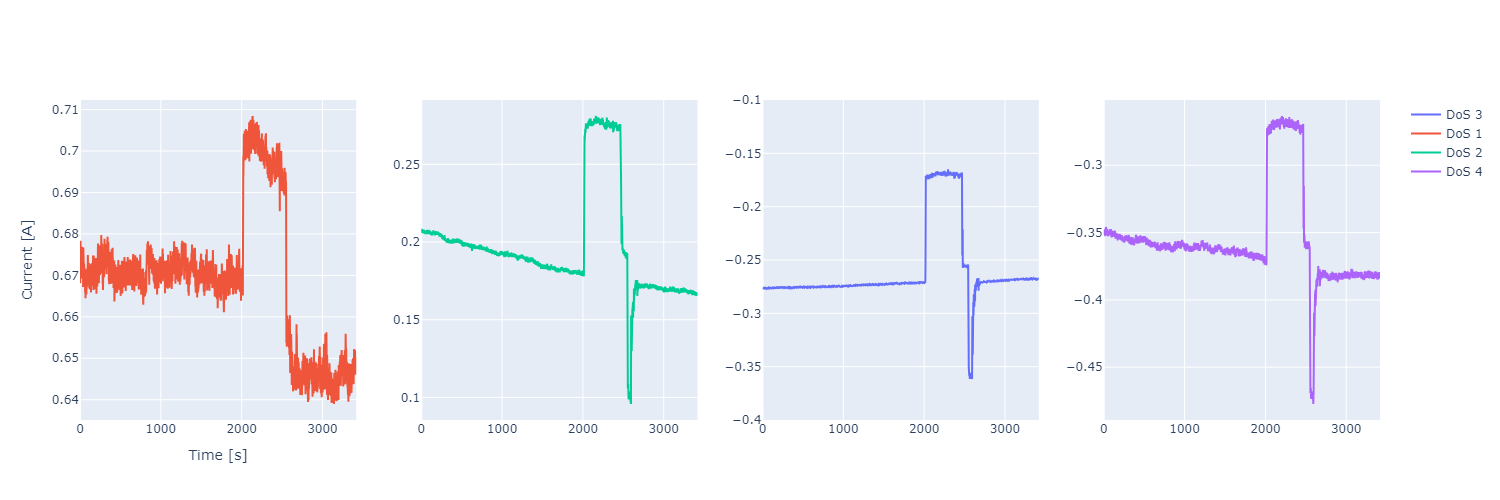 Current [A]
0.71
0.7
0.69
0.68
0.67
0.66
0.65
0.64
0 1000 2000 3000
Time [s]
0.25
0.2
0.15
0.1
0 1000 2000 3000
−0.1
−0.15
−0.2
−0.25
−0.3
−0.35
−0.4
0 1000 2000 3000
−0.3
−0.35
−0.4
−0.45
0 1000 2000 3000
DoS 3
DoS 1
DoS 2
DoS 4